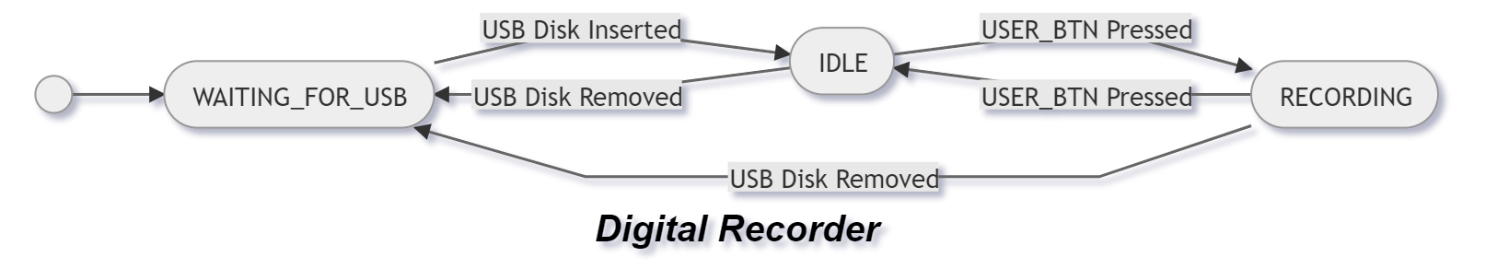 USB Disk Inserted
USER_BTN Pressed
IDLE
WAITING_FOR_USB
USB Disk Removed
USER_BTN Pressed
RECORDING
USB Disk Removed
Digital Recorder